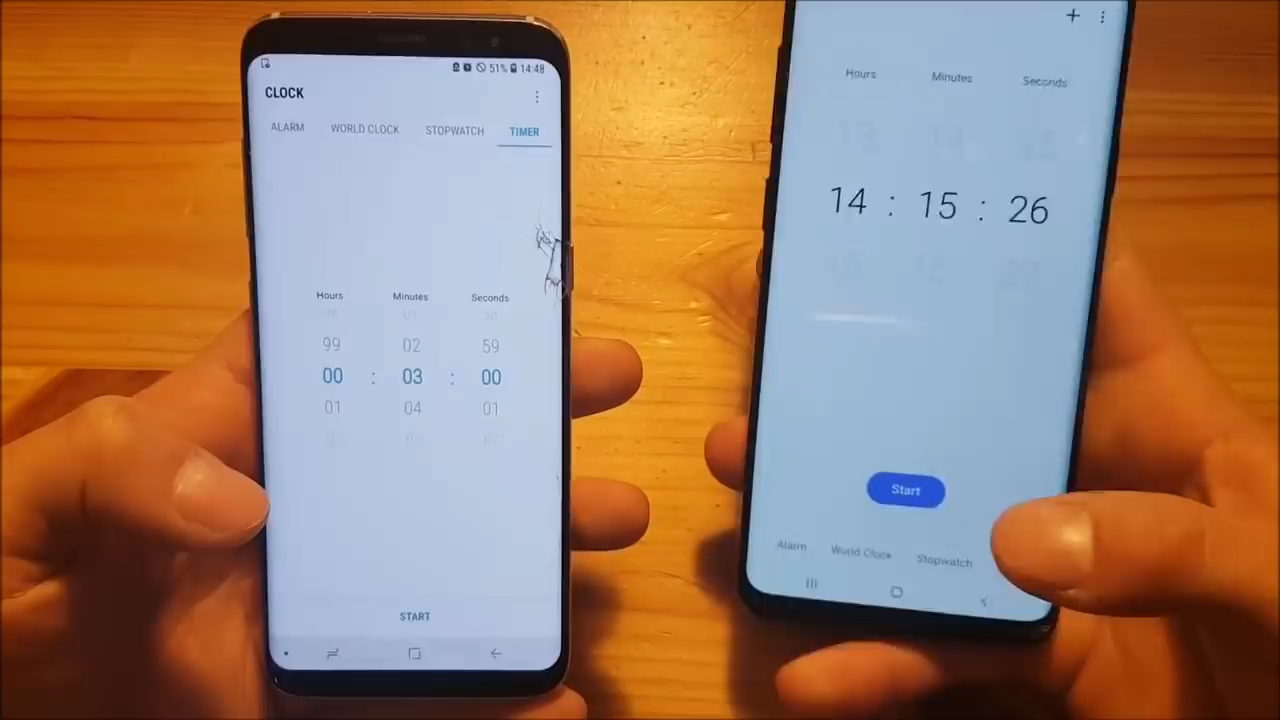 51% 14:48
CLOCK
ALARM WORLD CLOCK STOPWATCH TIMER
Hours Minutes Seconds
99 02 59
00 : 03 : 00
01 04 01
START
Hours Minutes Seconds
14 : 15 : 26
Start
Alarm World Clock Stopwatch